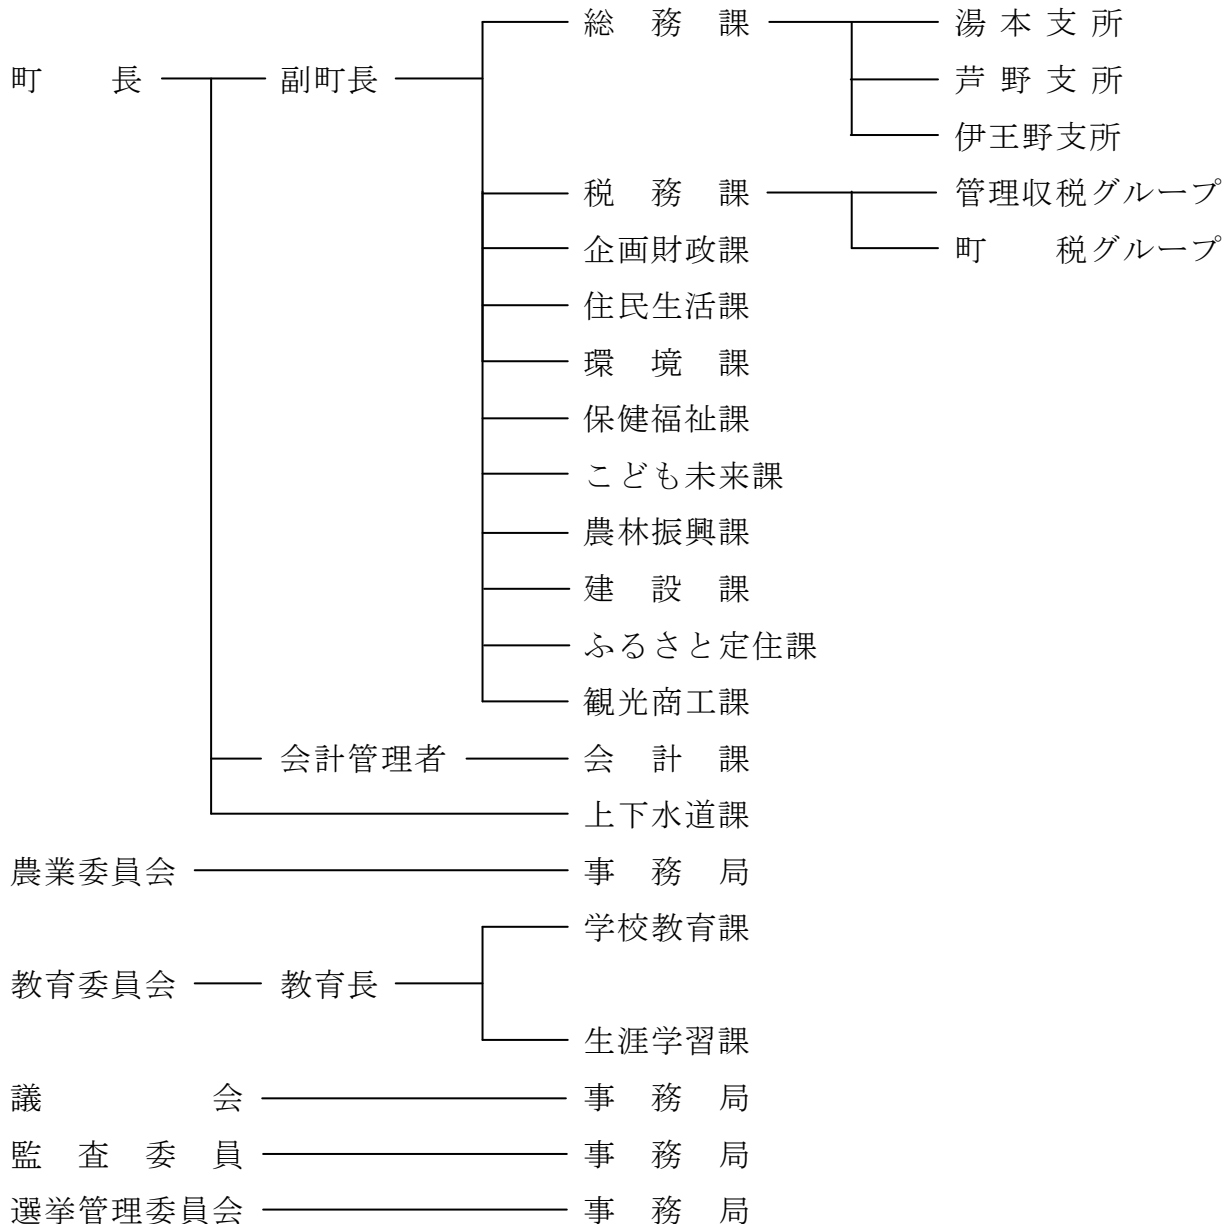 総 務 課 湯本支所
町 長 副町長 芦野支所
伊王野支所
税 務 課 管理収税グループ
企画財政課 町 税グループ
住民生活課
環 境 課
保健福祉課
こども未来課
農林振興課
建 設 課
ふるさと定住課
観光商工課
会計管理者 会 計 課
上下水道課
農業委員会 事 務 局
学校教育課
教育委員会 教育長
生涯学習課
議 会 事 務 局
監 査 委 員 事 務 局
選挙管理委員会 事 務 局